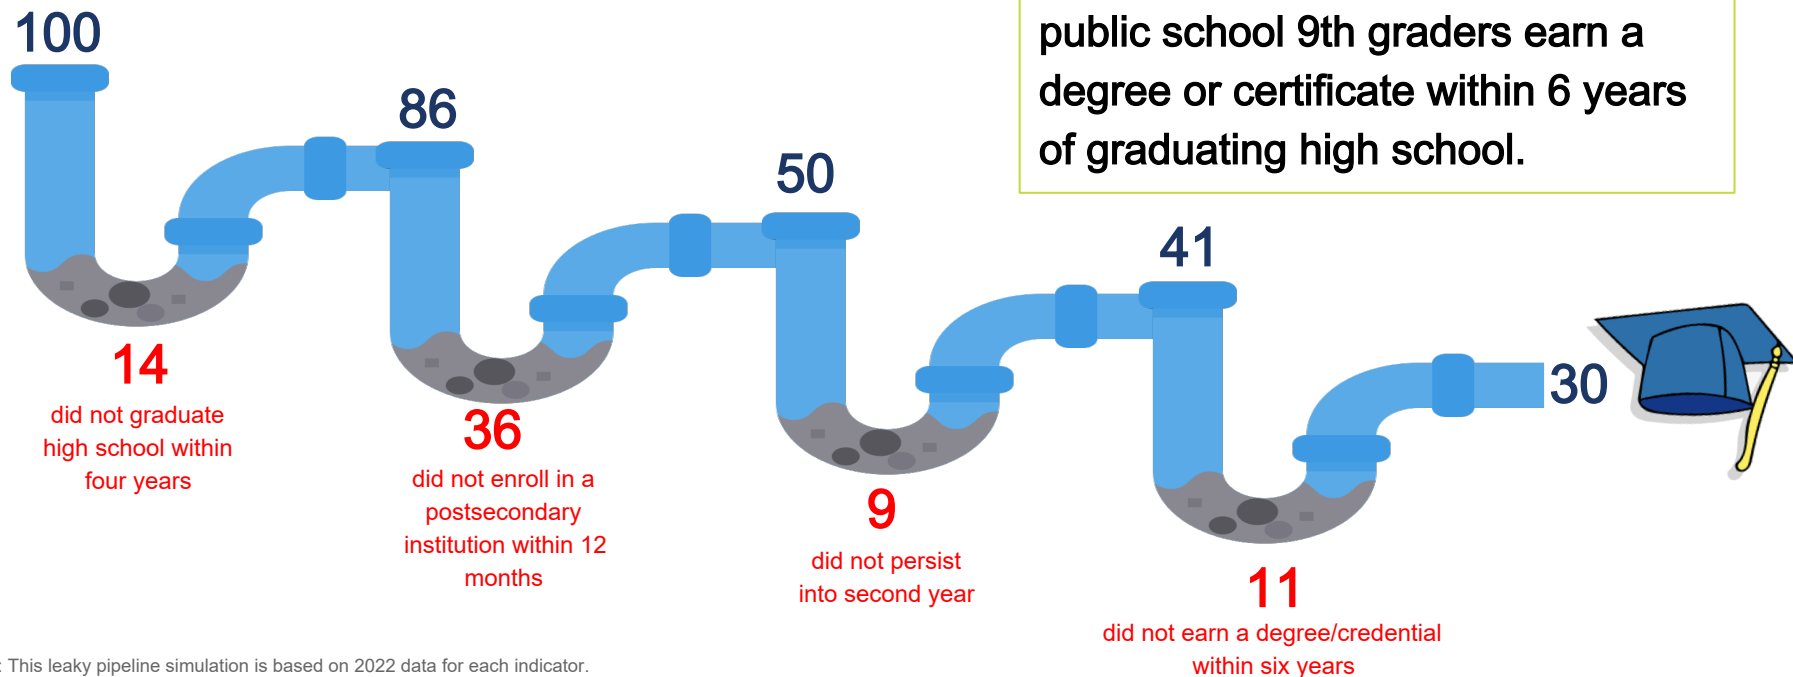 100
public school 9th graders earn a
degree or certificate within 6 years
of graduating high school.
86
50
41
30
14
did not graduate
high school within
four years
36
did not enroll in a
postsecondary
institution within 12
months
9
did not persist
into second year
11
did not earn a degree/credential
within six years
: This leaky pipeline simulation is based on 2022 data for each indicator.